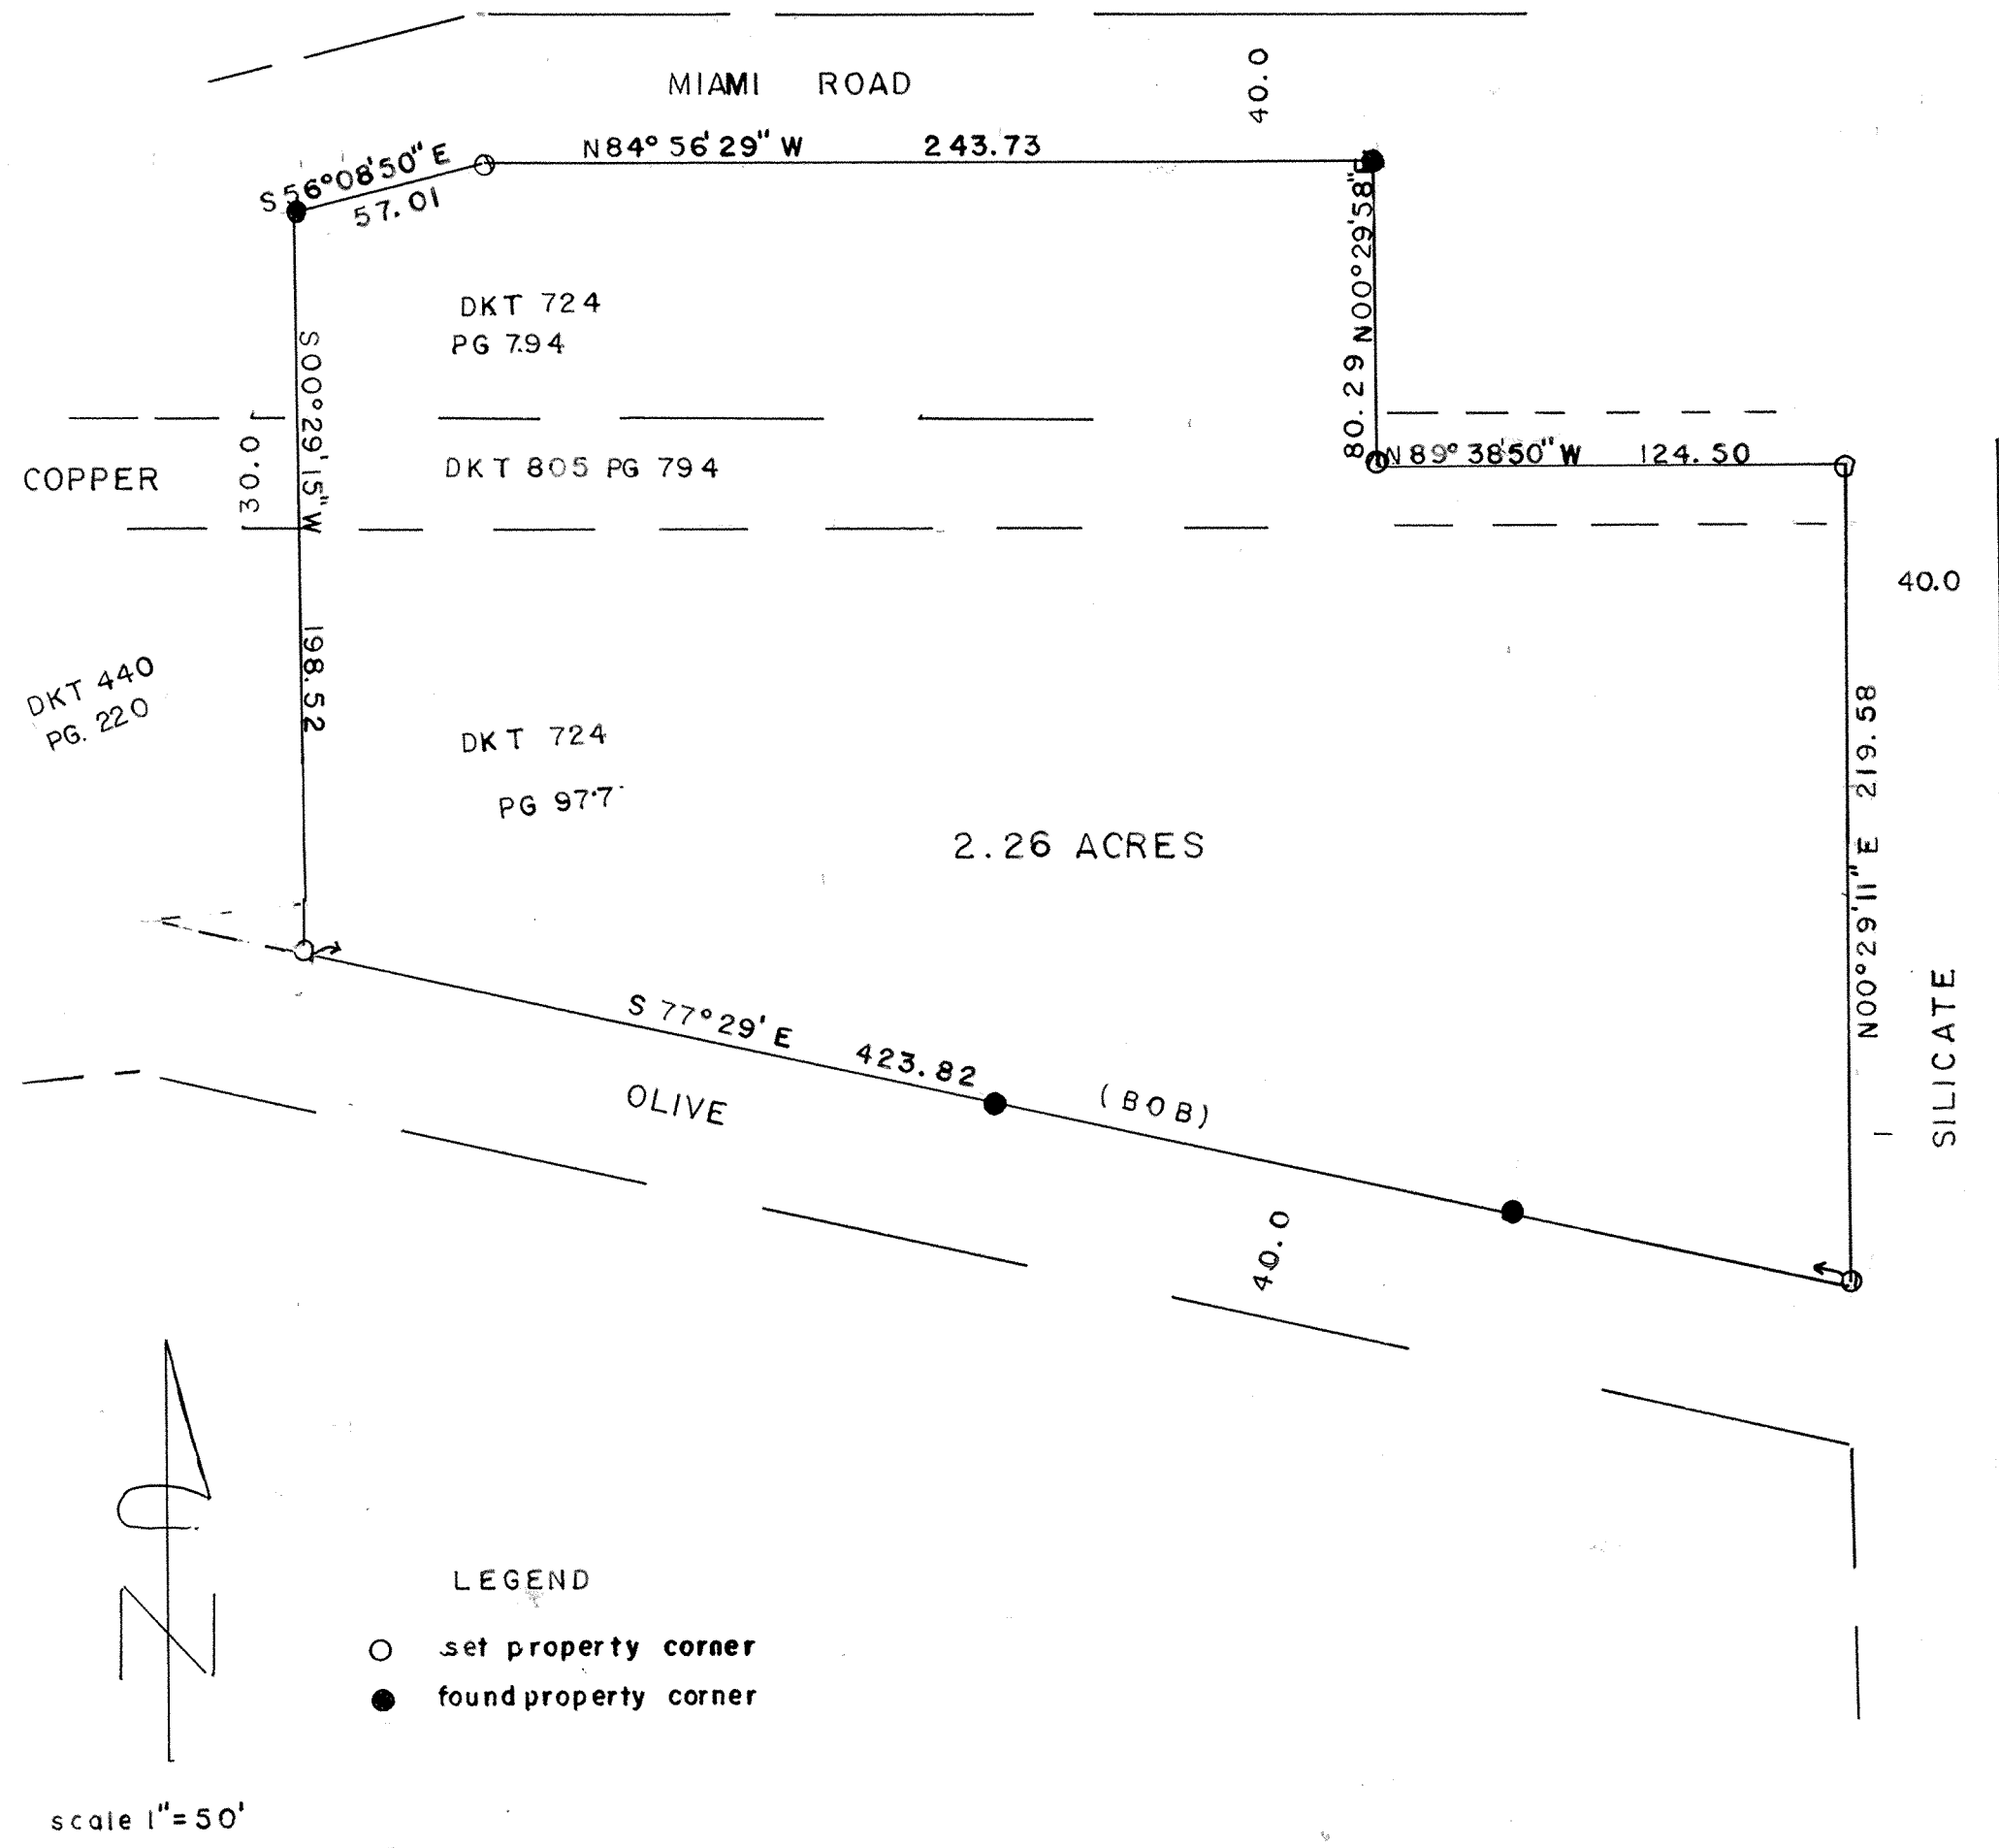 MIAMI ROAD
40.0
N84° 56' 29" W 243.73
S 56° 08' 50" E
57.01
80.29 N00° 29' 58"
DKT 724
PG 794
S00° 29' 15" W 198.52
30.0
COPPER
DKT 805 PG 794
N89° 38' 50" W 124.50
40.0
DKT 440
PG. 220
DKT 724
PG 977
2.26 ACRES
N00° 29' 11" E 219.58
SILICATE
S 77° 29' E 423.82
(BOB)
OLIVE
40.0
N
LEGEND
set property corner
found property corner
scale 1" = 50'